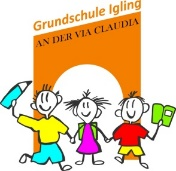 Grundschule Igling
AN DER VIA CLAUDIA